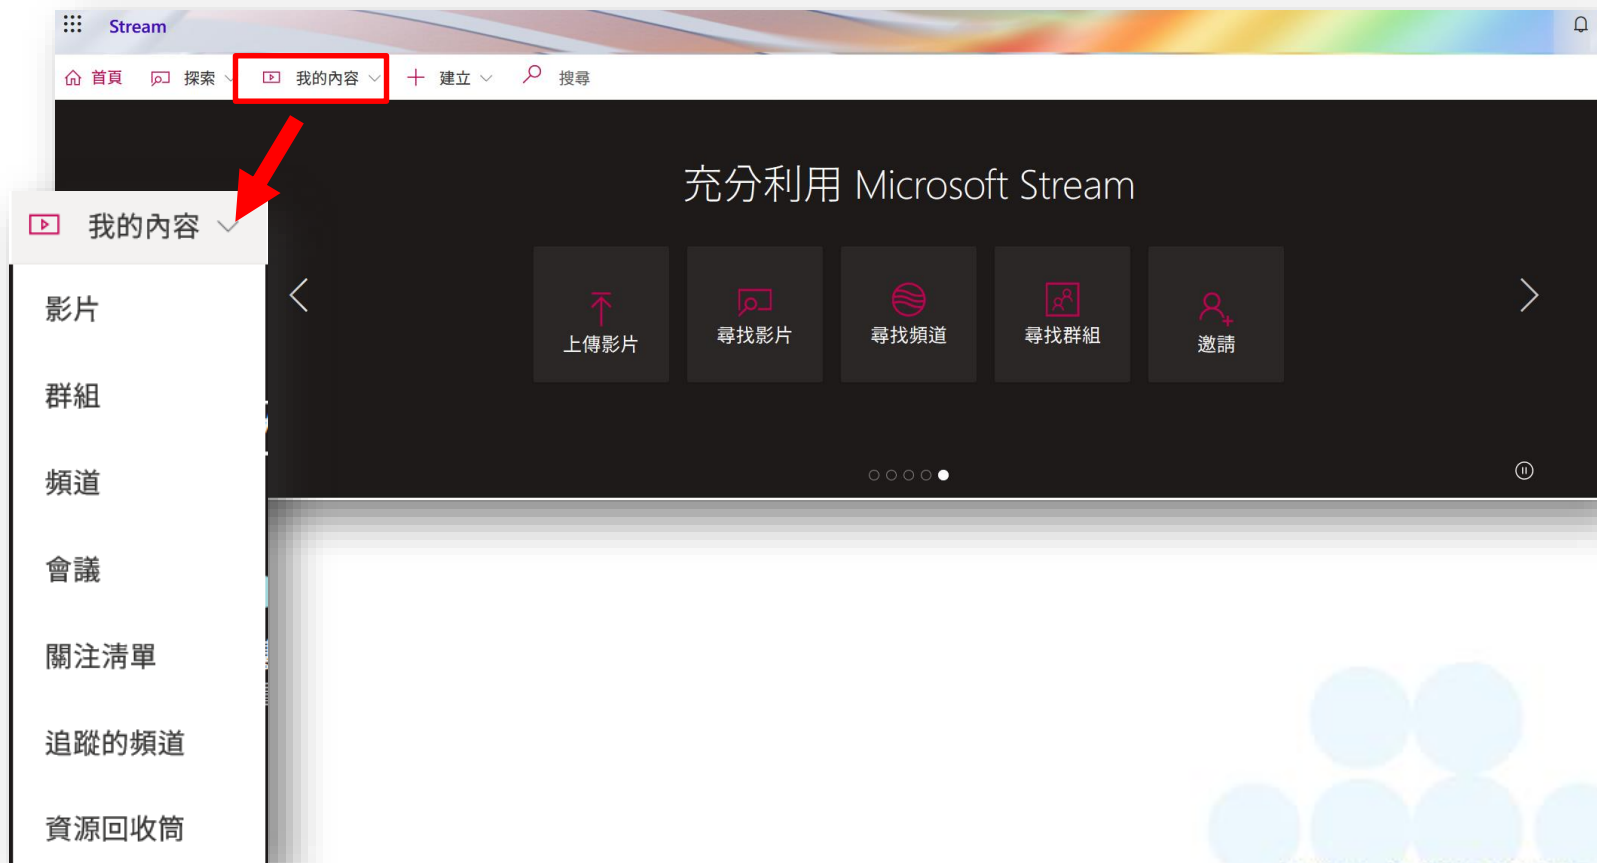 Stream
首頁 探索 我的內容 建立 搜尋
充分利用 Microsoft Stream
上傳影片 尋找影片 尋找頻道 尋找群組 邀請
我的內容
影片
群組
頻道
會議
關注清單
追蹤的頻道
資源回收筒